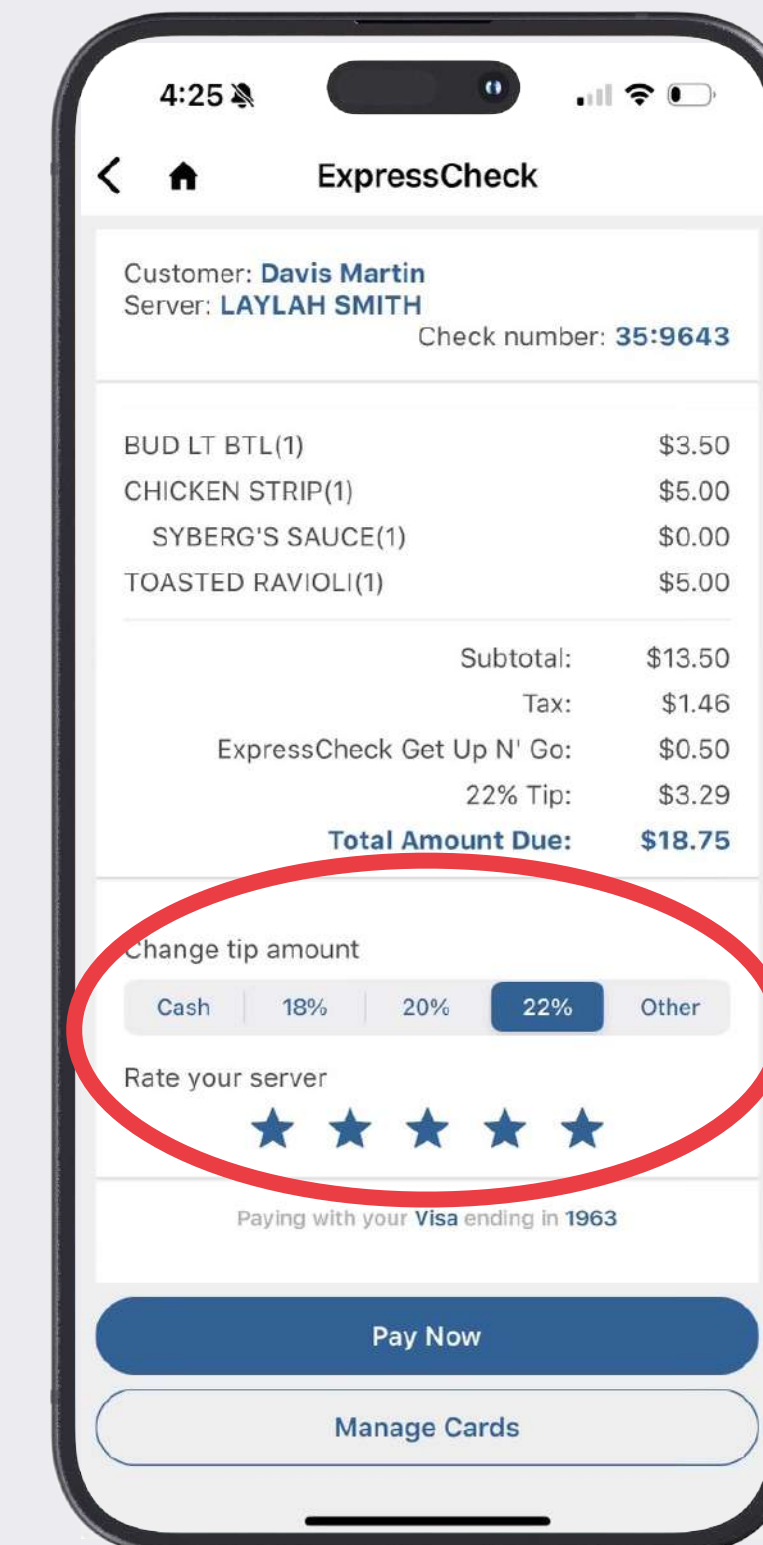 4:25
ExpressCheck
Customer: Davis Martin
Server: LAYLAH SMITH
Check number: 35:9643
BUD LT BTL(1) $3.50
CHICKEN STRIP(1) $5.00
SYBERG'S SAUCE(1) $0.00
TOASTED RAVIOLI(1) $5.00
Subtotal: $13.50
Tax: $1.46
ExpressCheck Get Up N' Go: $0.50
22% Tip: $3.29
Total Amount Due: $18.75
Change tip amount
Cash 18% 20% 22% Other
Rate your server
Paying with your Visa ending in 1963
Pay Now
Manage Cards